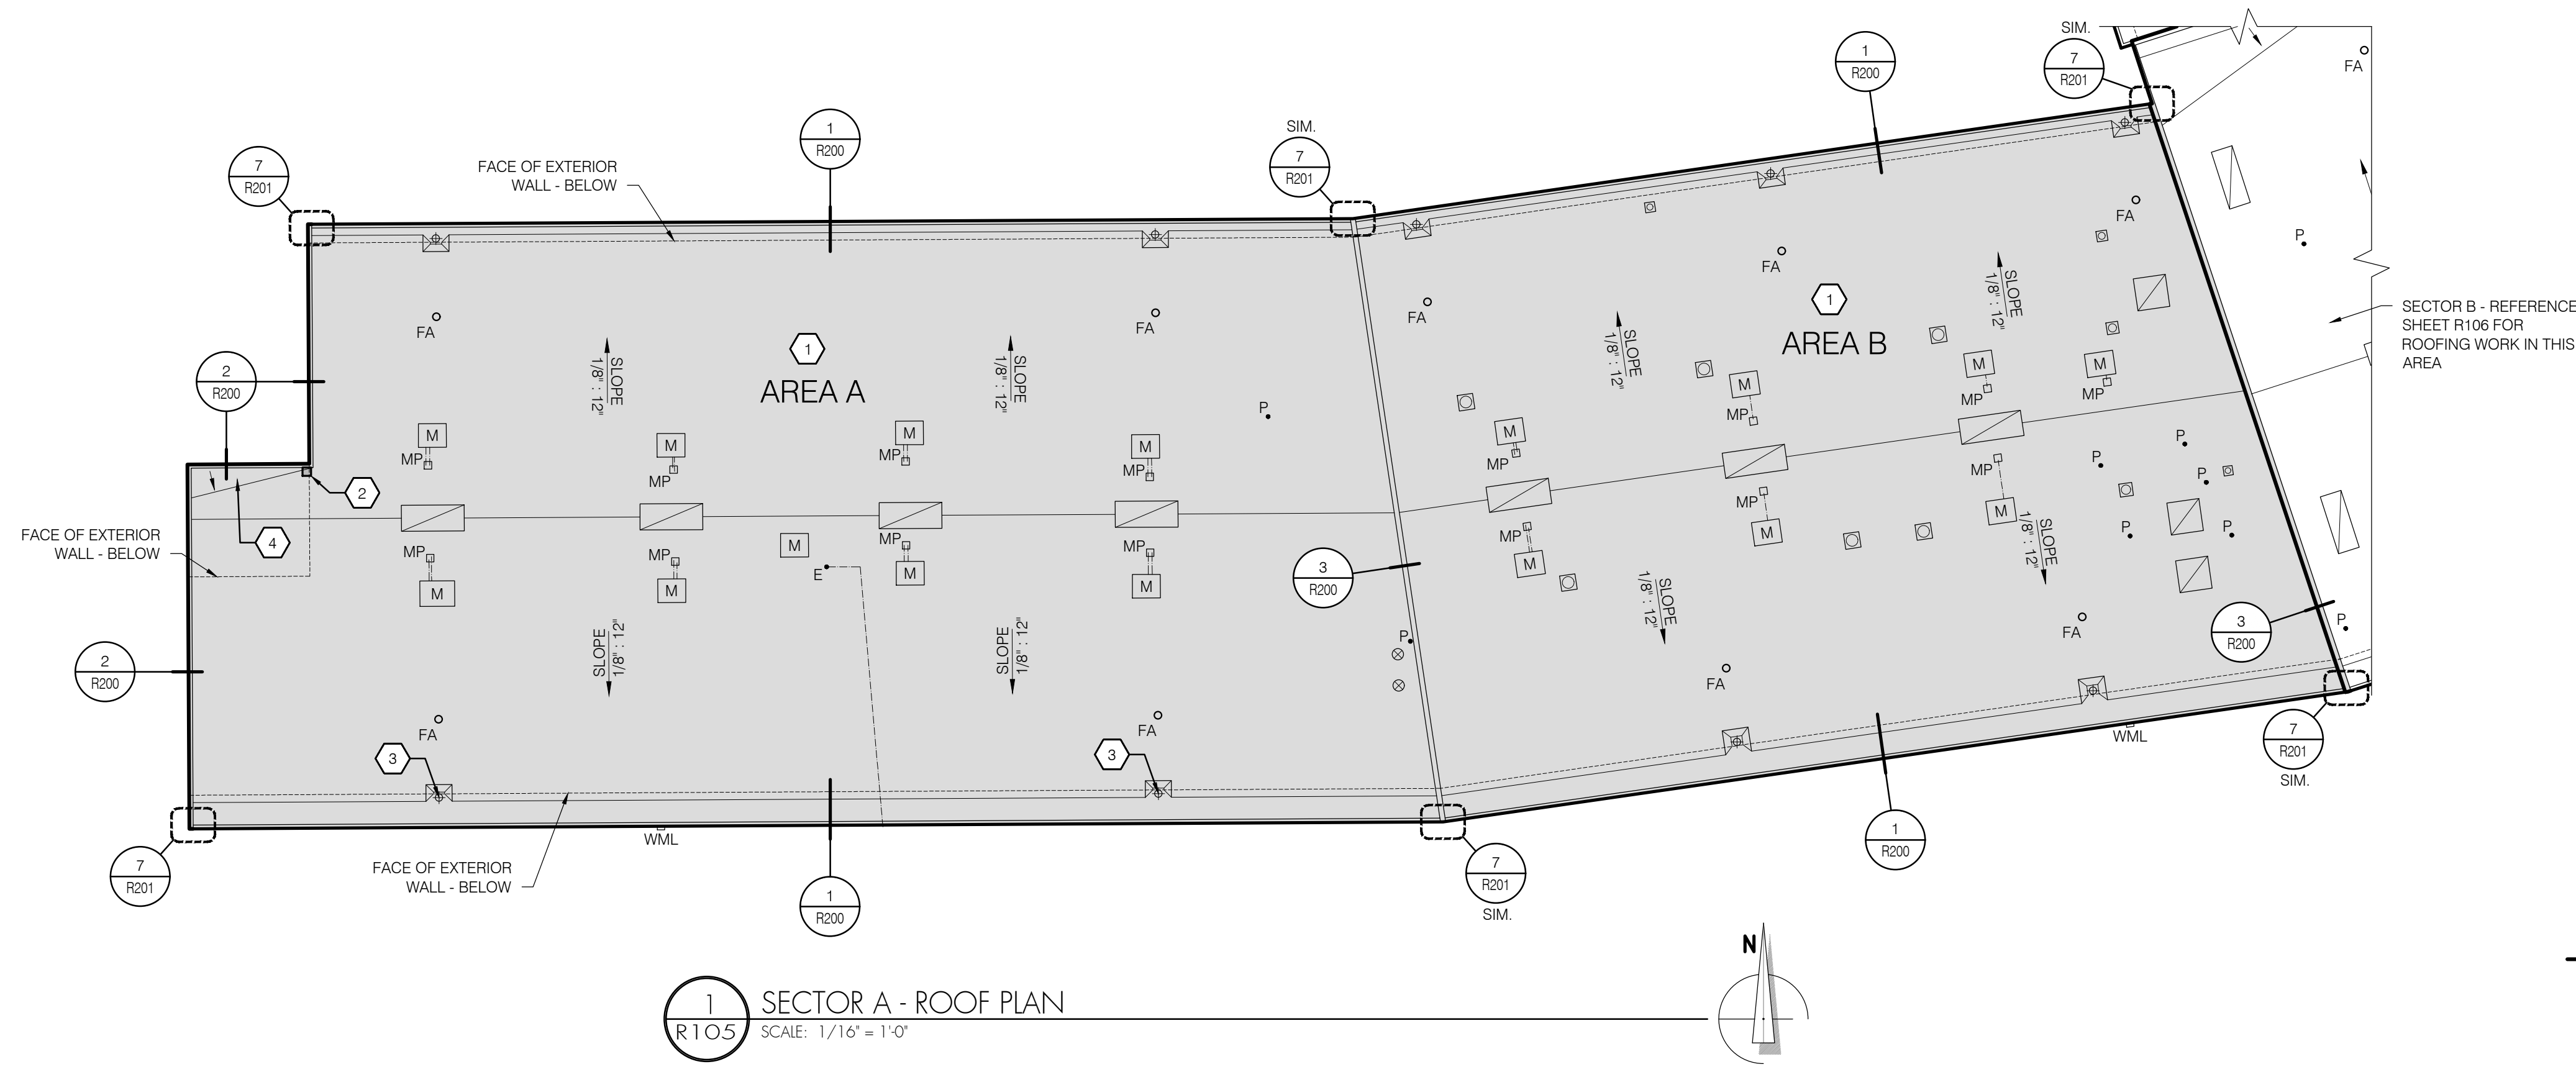 SIM.
7
R201
FA
1
R200
1
R200
SIM.
7
R201
7
R201
FACE OF EXTERIOR
WALL - BELOW
FA
P
FA
SECTOR B - REFERENCE
SHEET R106 FOR
ROOFING WORK IN THIS
AREA
1
AREA B
SLOPE
1/8" : 12"
SLOPE
1/8" : 12"
FA
FA
FA
1
AREA A
SLOPE
1/8" : 12"
SLOPE
1/8" : 12"
2
R200
M
MP
M
MP
M
MP
M
MP
P
M
MP
M
MP
M
MP
M
MP
P
P
P
P
P
2
4
FACE OF EXTERIOR
WALL - BELOW
MP
M
MP
M
M
E
MP
M
MP
M
MP
M
MP
M
MP
M
3
R200
P
SLOPE
1/8" : 12"
SLOPE
1/8" : 12"
SLOPE
1/8" : 12"
SLOPE
1/8" : 12"
2
R200
FA
FA
3
R200
P
FA
FA
3
3
WML
WML
7
R201
SIM.
7
R201
FACE OF EXTERIOR
WALL - BELOW
1
R200
7
R201
SIM.
1
R200
N
1
R105
SECTOR A - ROOF PLAN
SCALE: 1/16" = 1'-0"